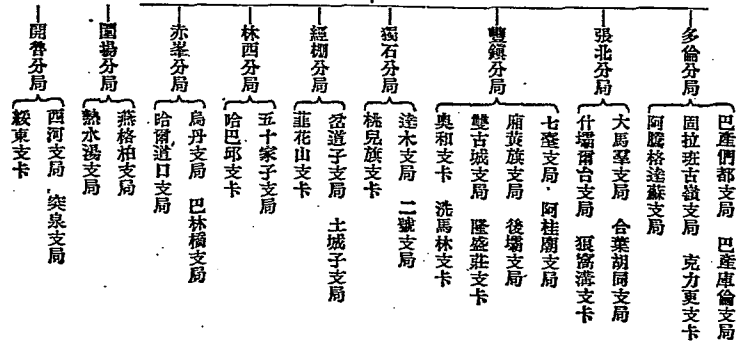 多倫分局
巴產們都支局 巴產庫倫支局
固拉班古嶺支局 克力更支卡
阿騰格達蘇支局
張北分局
大馬羣支局 合葉胡同支局
什壩爾台支局 狼窩溝支卡
豐鎮分局
七臺支局 阿桂廟支局
廂黃旗支局 後壩支局
雙古城支局 隆盛莊支卡
奧和支卡 洗馬林支卡
獨石分局
達木支局 二號支局
桃兒旗支卡
經棚分局
岔道子支局 土城子支局
韮花山支卡
林西分局
五十家子支局
哈巴邱支卡
赤峯分局
烏丹支局 巴林橋支局
哈爾道口支局
圍場分局
燕格柏支局
熱水湯支局
開魯分局
西河支局 突泉支局
綏東支卡